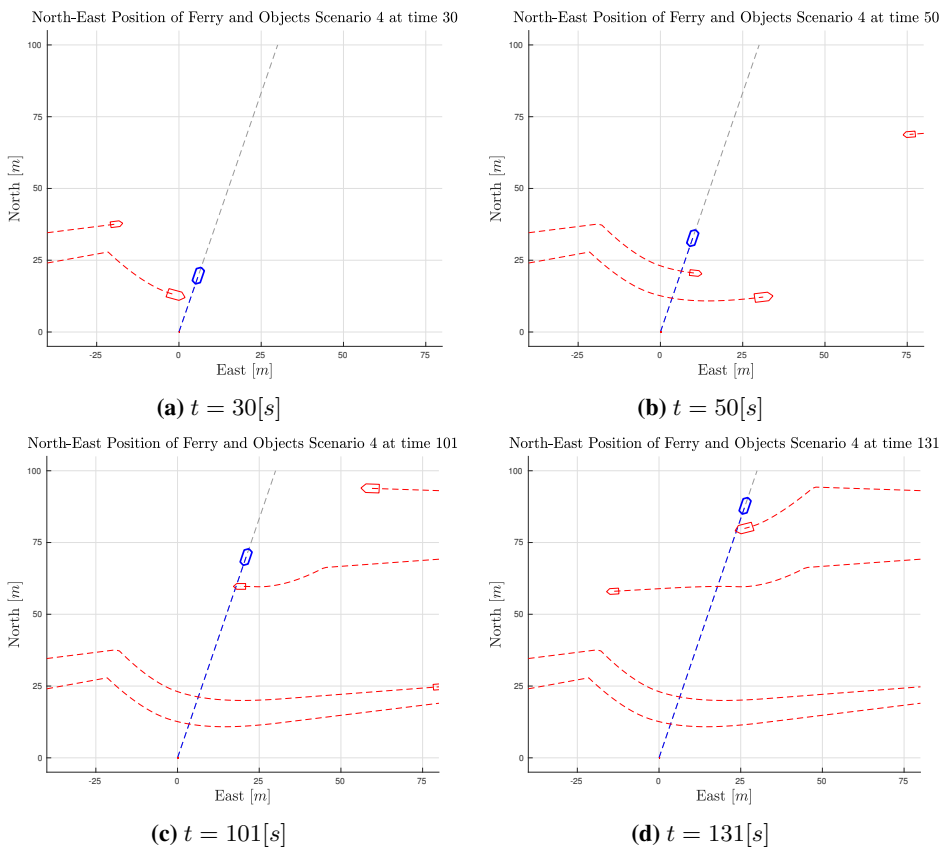 North-East Position of Ferry and Objects Scenario 4 at time 30
100
75
50
25
0
-25
0
25
50
75
North [m]
East [m]
(a) t = 30[s]
North-East Position of Ferry and Objects Scenario 4 at time 50
100
75
50
25
0
-25
0
25
50
75
North [m]
East [m]
(b) t = 50[s]
North-East Position of Ferry and Objects Scenario 4 at time 101
100
75
50
25
0
-25
0
25
50
75
North [m]
East [m]
(c) t = 101[s]
North-East Position of Ferry and Objects Scenario 4 at time 131
100
75
50
25
0
-25
0
25
50
75
North [m]
East [m]
(d) t = 131[s]